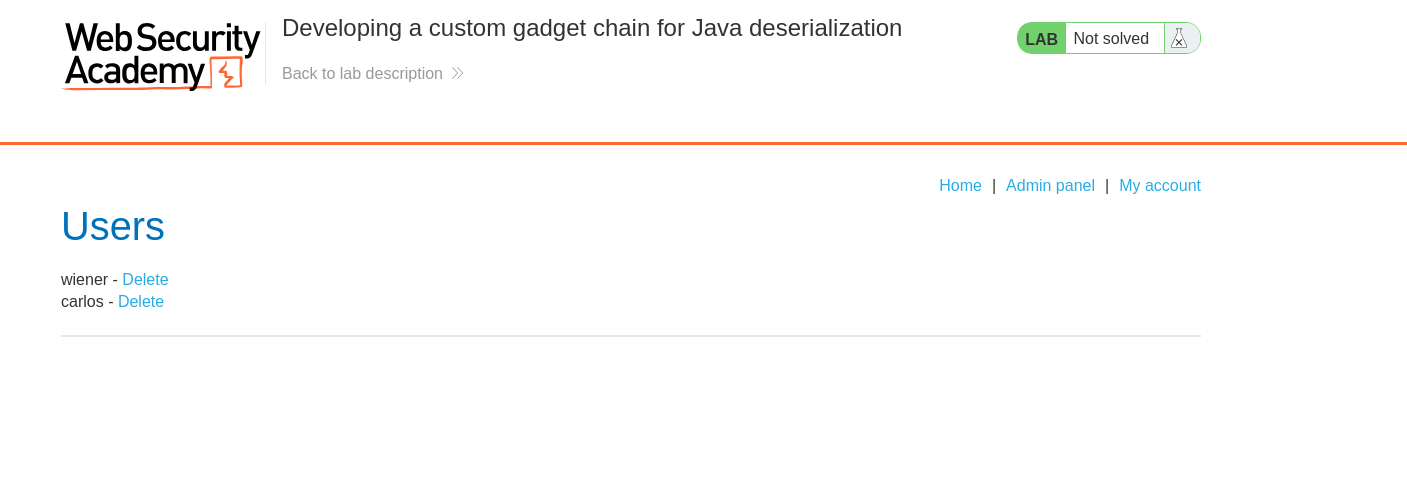 Web Security
Academy
Developing a custom gadget chain for Java deserialization
Back to lab description
LAB Not solved
Home | Admin panel | My account
Users
wiener - Delete
carlos - Delete